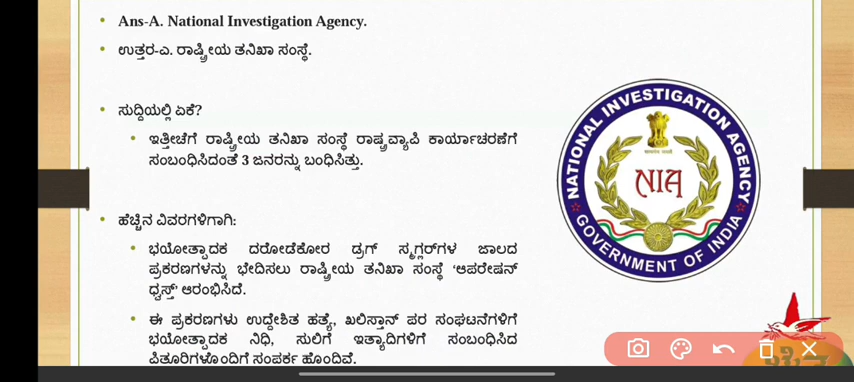 Ans-A. National Investigation Agency.
ಉತ್ತರ-ಎ. ರಾಷ್ಟ್ರೀಯ ತನಿಖಾ ಸಂಸ್ಥೆ.
ಸುದ್ದಿಯಲ್ಲಿ ಏಕೆ?
ಇತ್ತೀಚೆಗೆ ರಾಷ್ಟ್ರೀಯ ತನಿಖಾ ಸಂಸ್ಥೆ ರಾಷ್ಟ್ರವ್ಯಾಪಿ ಕಾರ್ಯಾಚರಣೆಗೆ
ಸಂಬಂಧಿಸಿದಂತೆ 3 ಜನರನ್ನು ಬಂಧಿಸಿತ್ತು.
ಹೆಚ್ಚಿನ ವಿವರಗಳಿಗಾಗಿ:
ಭಯೋತ್ಪಾದಕ ದರೋಡೆಕೋರ ಡ್ರಗ್ ಸ್ಮಗ್ಲರ್‌ಗಳ ಜಾಲದ
ಪ್ರಕರಣಗಳನ್ನು ಭೇದಿಸಲು ರಾಷ್ಟ್ರೀಯ ತನಿಖಾ ಸಂಸ್ಥೆ ‘ಆಪರೇಷನ್
ಧ್ವಸ್ತ್’ ಆರಂಭಿಸಿದೆ.
ಈ ಪ್ರಕರಣಗಳು ಉದ್ದೇಶಿತ ಹತ್ಯೆ, ಖಲಿಸ್ತಾನ್ ಪರ ಸಂಘಟನೆಗಳಿಗೆ
ಭಯೋತ್ಪಾದಕ ನಿಧಿ, ಸುಲಿಗೆ ಇತ್ಯಾದಿಗಳಿಗೆ ಸಂಬಂಧಿಸಿದ
ಪಿತೂರಿಗಳೊಂದಿಗೆ ಸಂಪರ್ಕ ಹೊಂದಿವೆ.
NATIONAL INVESTIGATION AGENCY
NIA
GOVERNMENT OF INDIA